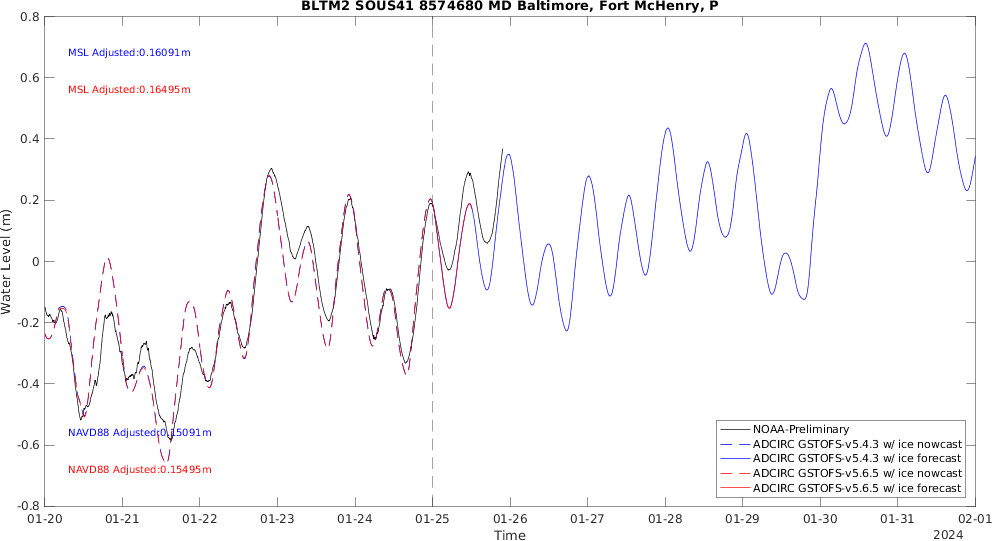 BLTM2 SOUS41 8574680 MD Baltimore, Fort McHenry, P
MSL Adjusted:0.16091m
MSL Adjusted:0.16495m
NAVD88 Adjusted:0.15091m
NAVD88 Adjusted:0.15495m
Water Level (m)
0.8
0.6
0.4
0.2
0
-0.2
-0.4
-0.6
-0.8
NOAA-Preliminary
ADCIRC GSTOFS-v5.4.3 w/ ice nowcast
ADCIRC GSTOFS-v5.4.3 w/ ice forecast
ADCIRC GSTOFS-v5.6.5 w/ ice nowcast
ADCIRC GSTOFS-v5.6.5 w/ ice forecast
01-20 01-21 01-22 01-23 01-24 01-25 01-26 01-27 01-28 01-29 01-30 01-31 02-01
Time
2024